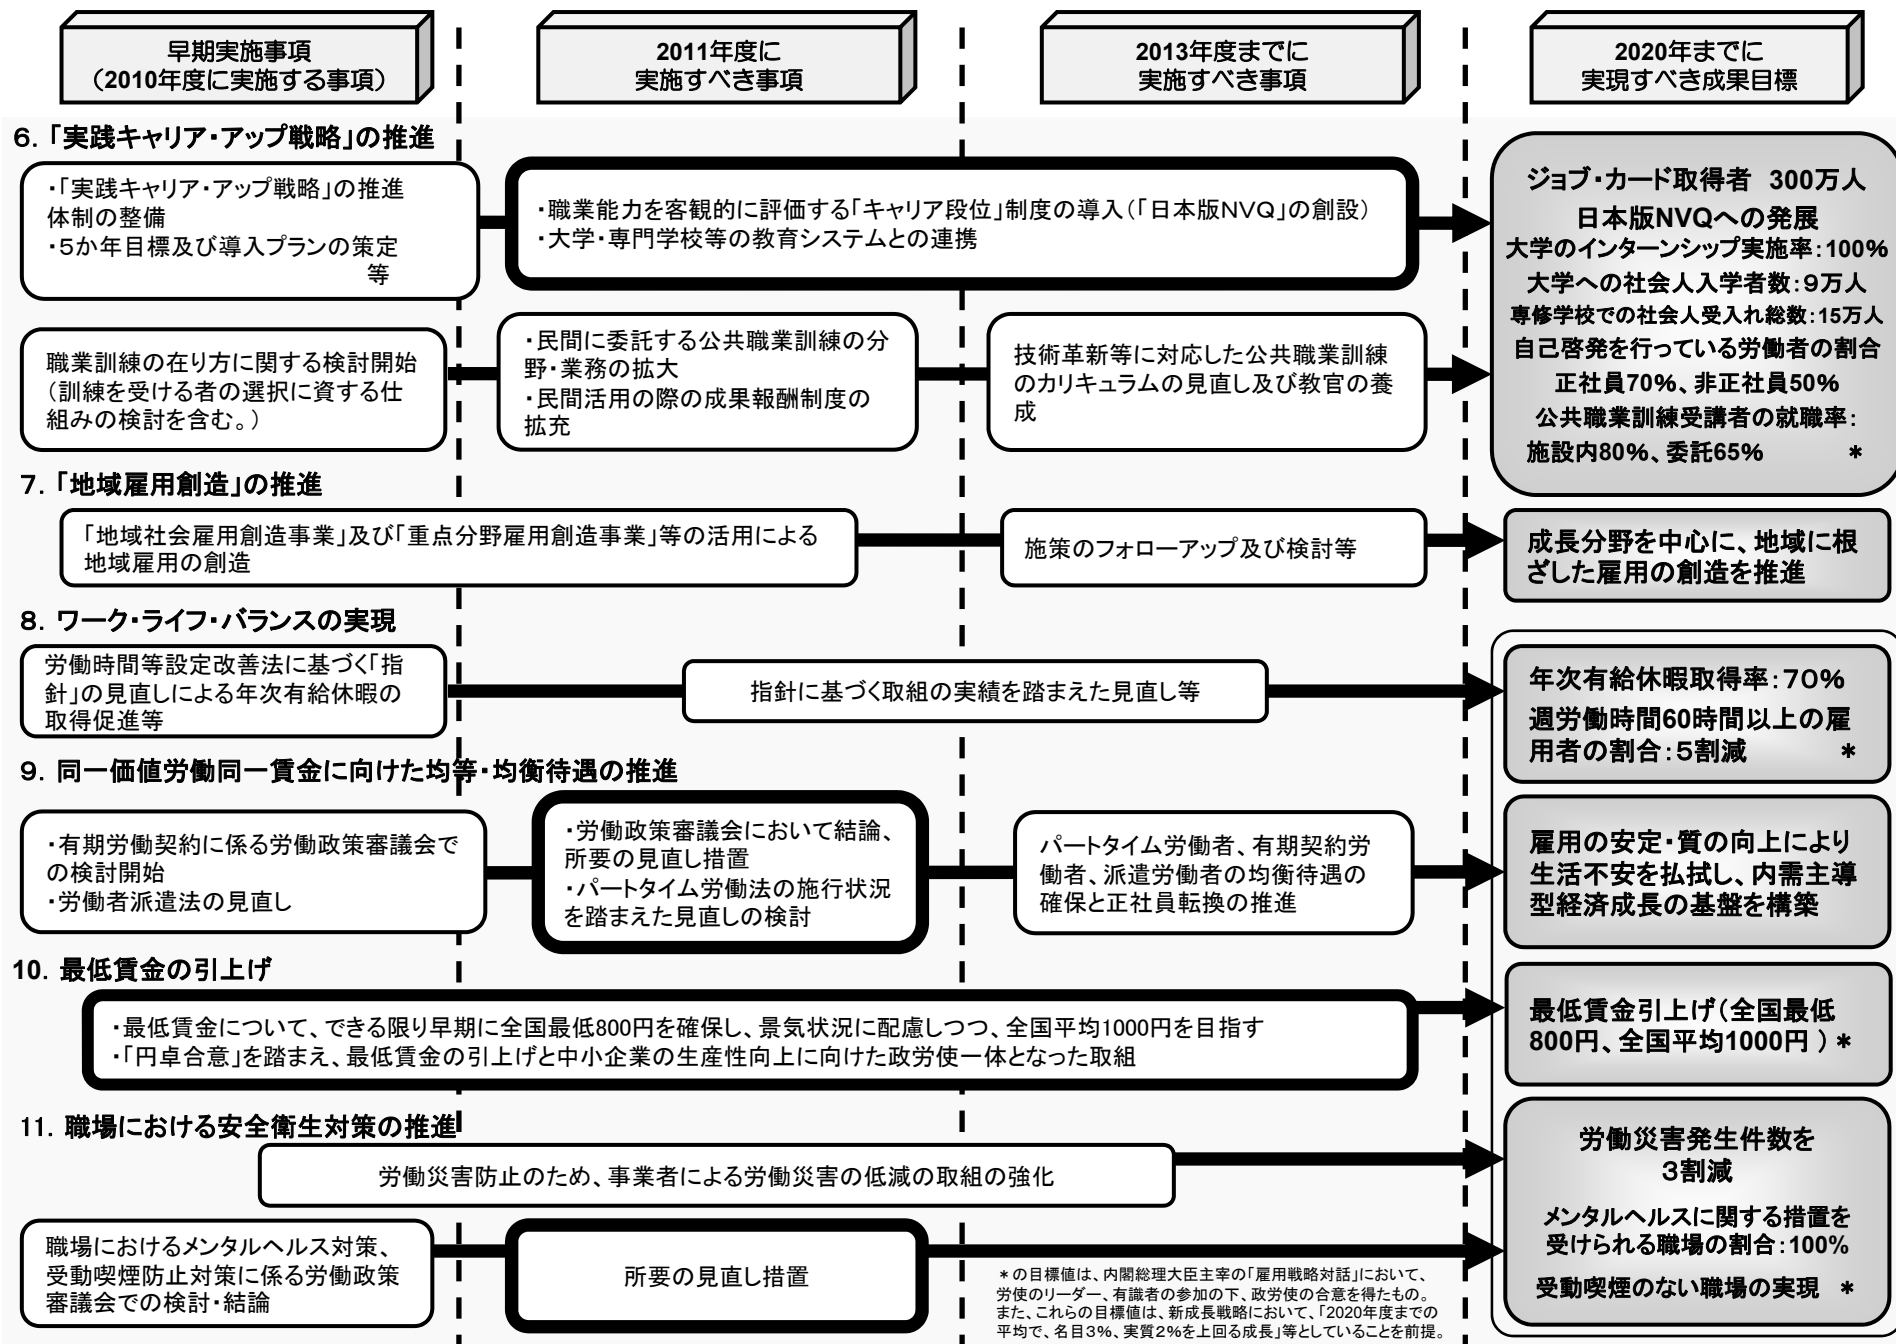 早期実施事項
（2010年度に実施する事項）
2011年度に
実施すべき事項
2013年度までに
実施すべき事項
2020年までに
実現すべき成果目標
６．「実践キャリア・アップ戦略」の推進
・「実践キャリア・アップ戦略」の推進
体制の整備
・５か年目標及び導入プランの策定
等
・職業能力を客観的に評価する「キャリア段位」制度の導入（「日本版NVQ」の創設）
・大学・専門学校等の教育システムとの連携
ジョブ・カード取得者　300万人
日本版NVQへの発展
大学のインターンシップ実施率：100%
大学への社会人入学者数：９万人
専修学校での社会人受入れ総数：15万人
自己啓発を行っている労働者の割合
正社員70%、非正社員50%
公共職業訓練受講者の就職率：
施設内80%、委託65%　＊
職業訓練の在り方に関する検討開始
（訓練を受ける者の選択に資する仕
組みの検討を含む。）
・民間に委託する公共職業訓練の分
野・業務の拡大
・民間活用の際の成果報酬制度の
拡充
技術革新等に対応した公共職業訓練
のカリキュラムの見直し及び教官の養
成
７．「地域雇用創造」の推進
「地域社会雇用創造事業」及び「重点分野雇用創造事業」等の活用による
地域雇用の創造
施策のフォローアップ及び検討等
成長分野を中心に、地域に根
ざした雇用の創造を推進
８．ワーク・ライフ・バランスの実現
労働時間等設定改善法に基づく「指
針」の見直しによる年次有給休暇の
取得促進等
指針に基づく取組の実績を踏まえた見直し等
年次有給休暇取得率：７０%
週労働時間60時間以上の雇
用者の割合：５割減　＊
９．同一価値労働同一賃金に向けた均等・均衡待遇の推進
・有期労働契約に係る労働政策審議会で
の検討開始
・労働者派遣法の見直し
・労働政策審議会において結論、
所要の見直し措置
・パートタイム労働法の施行状況
を踏まえた見直しの検討
パートタイム労働者、有期契約労
働者、派遣労働者の均衡待遇の
確保と正社員転換の推進
雇用の安定・質の向上により
生活不安を払拭し、内需主導
型経済成長の基盤を構築
10．最低賃金の引上げ
・最低賃金について、できる限り早期に全国最低800円を確保し、景気状況に配慮しつつ、全国平均1000円を目指す
・「円卓合意」を踏まえ、最低賃金の引上げと中小企業の生産性向上に向けた政労使一体となった取組
最低賃金引上げ（全国最低
800円、全国平均1000円 ）＊
11．職場における安全衛生対策の推進
労働災害防止のため、事業者による労働災害の低減の取組の強化
労働災害発生件数を
３割減
メンタルヘルスに関する措置を
受けられる職場の割合：100%
受動喫煙のない職場の実現　＊
職場におけるメンタルヘルス対策、
受動喫煙防止対策に係る労働政策
審議会での検討・結論
所要の見直し措置
＊の目標値は、内閣総理大臣主宰の「雇用戦略対話」において、
労使のリーダー、有識者の参加の下、政労使の合意を得たもの。
また、これらの目標値は、新成長戦略において、「2020年度までの
平均で、名目３％、実質２％を上回る成長」等としていることを前提。